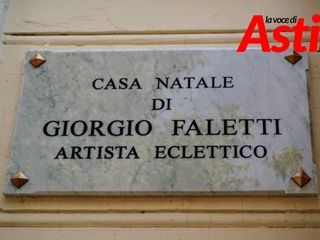 la voce di
Asti
CASA NATALE
DI
GIORGIO FALETTI
ARTISTA ECLETTICO